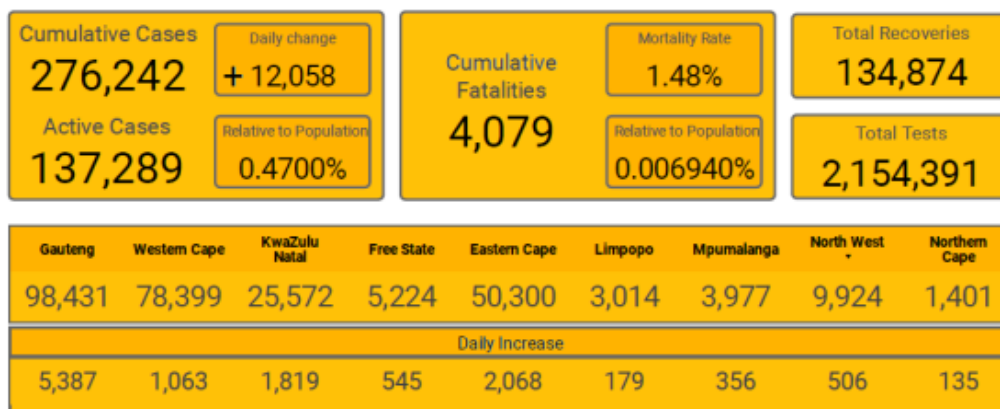 Cumulative Cases
276,242
Daily change
+ 12,058
Active Cases
137,289
Relative to Population
0.4700%
Cumulative
Fatalities
4,079
Mortality Rate
1.48%
Relative to Population
0.006940%
Total Recoveries
134,874
Total Tests
2,154,391
Gauteng Western Cape KwaZulu Natal Free State Eastern Cape Limpopo Mpumalanga North West Northern Cape
98,431 78,399 25,572 5,224 50,300 3,014 3,977 9,924 1,401
Daily Increase
5,387 1,063 1,819 545 2,068 179 356 506 135